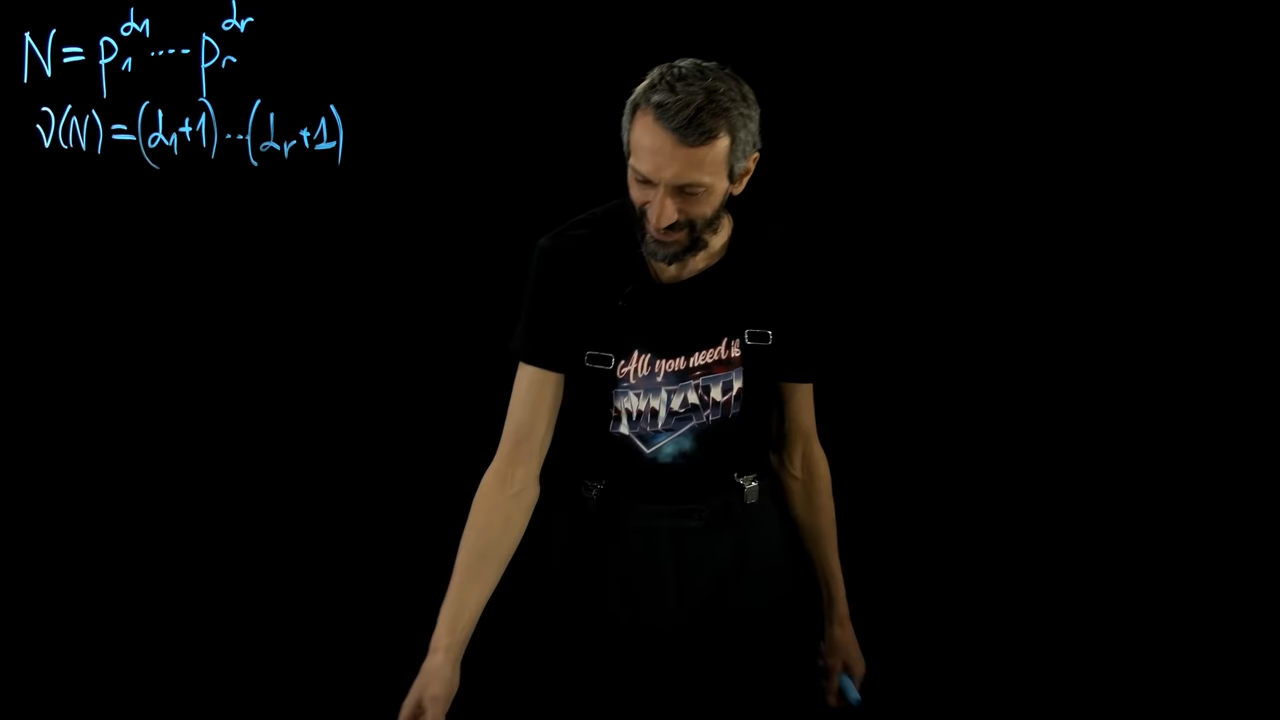 N = p₁^α₁ ···· pᵣ^αᵣ
ν(N) = (α₁+1)···(αᵣ+1)
All you need is
MATH